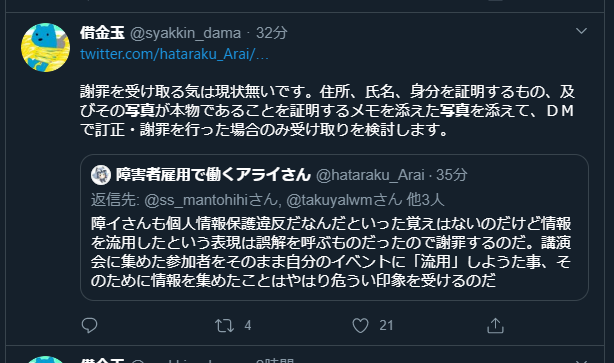 借金玉 @syakkin_dama · 32分
twitter.com/hataraku_Arai/...
謝罪を受け取る気は現状無いです。住所、氏名、身分を証明するもの、及
びその写真が本物であることを証明するメモを添えた写真を添えて、ＤＭ
で訂正・謝罪を行った場合のみ受け取りを検討します。
障害者雇用で働くアライさん @hataraku_Arai · 35分
返信先: @ss_mantohihiさん, @takuyalwmさん 他3人
障イさんも個人情報保護違反だなんだといった覚えはないのだけど情報
を流用したという表現は誤解を呼ぶものだったので謝罪するのだ。講演
会に集めた参加者をそのまま自分のイベントに「流用」しようた事、そ
のために情報を集めたことはやはり危うい印象を受けるのだ
4
21